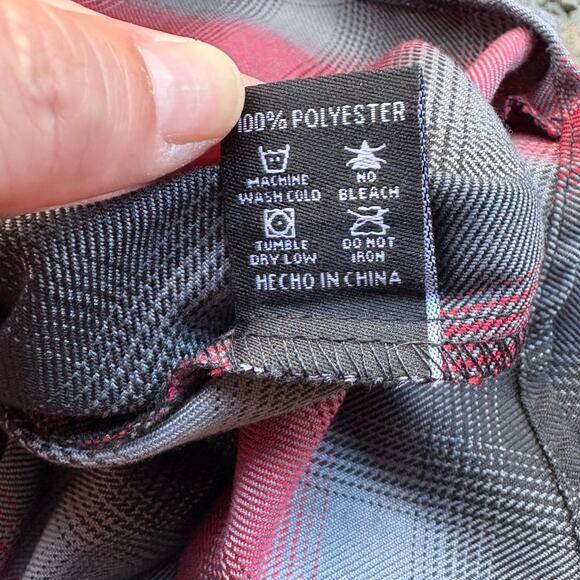 100% POLYESTER
MACHINE WASH COLD
NO BLEACH
TUMBLE DRY LOW
DO NOT IRON
HECHO IN CHINA